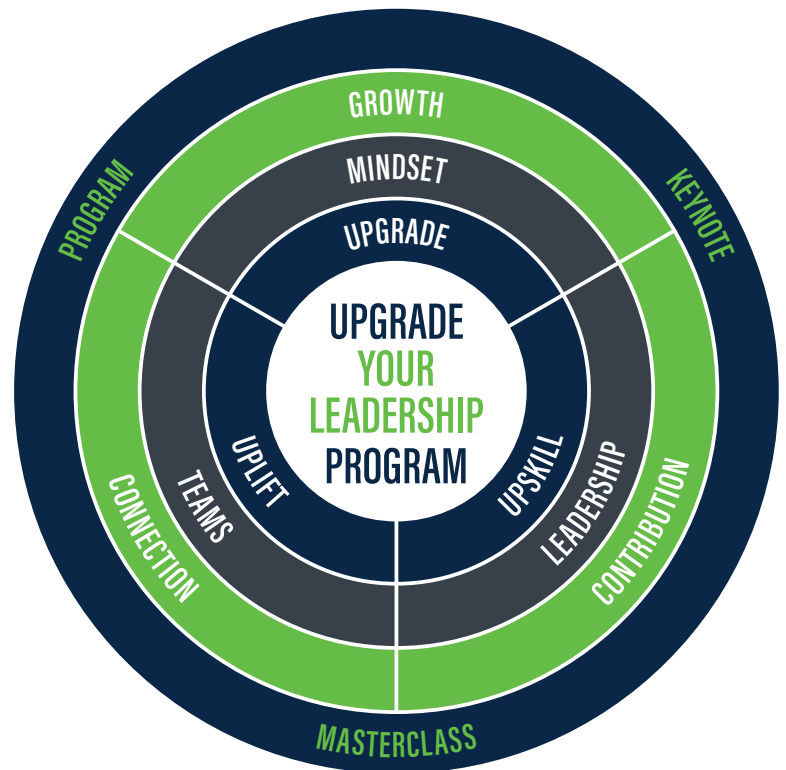 GROWTH
MINDSET
UPGRADE
PROGRAM
KEYNOTE
UPGRADE
YOUR
LEADERSHIP
PROGRAM
UPLIFT
TEAMS
CONNECTION
UPSKILL
LEADERSHIP
CONTRIBUTION
MASTERCLASS